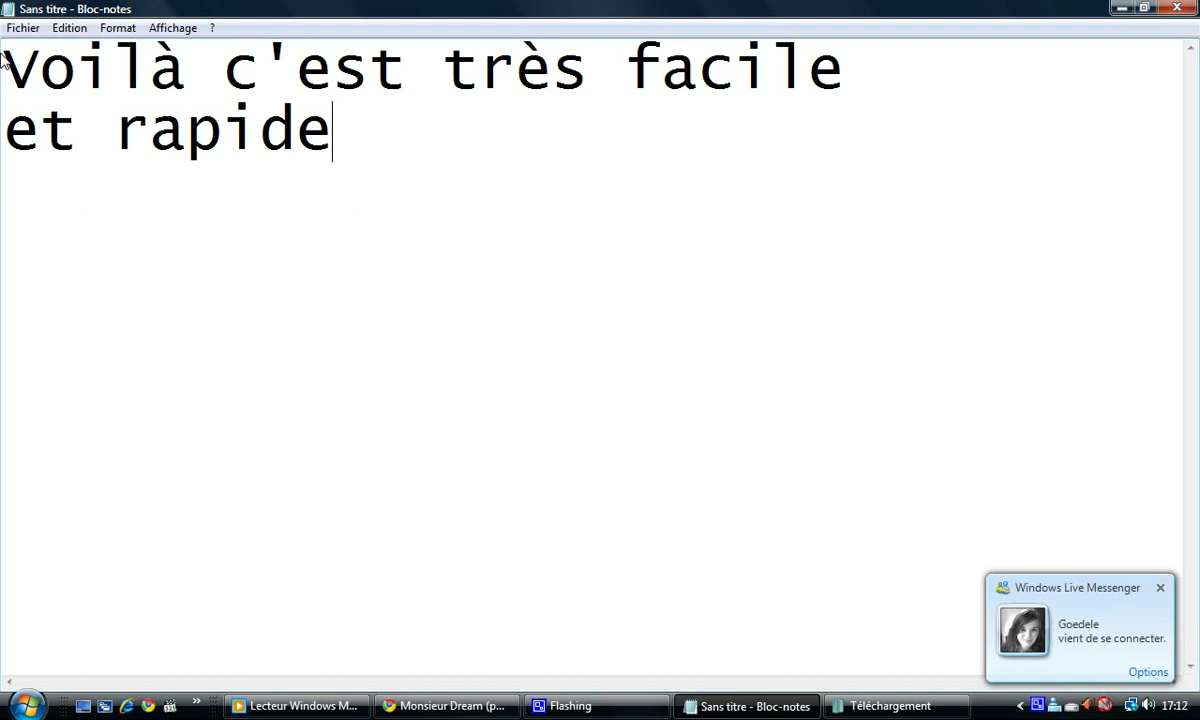 Sans titre - Bloc-notes
Fichier Edition Format Affichage ?
Voilà c'est très facile
et rapide
Windows Live Messenger
Goedele
vient de se connecter.
Options
Lecteur Windows M... Monsieur Dream (p... Flashing Sans titre - Bloc-notes Téléchargement 17:12